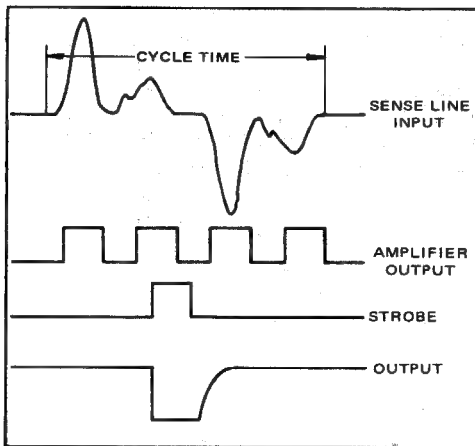 CYCLE TIME
SENSE LINE
INPUT
AMPLIFIER
OUTPUT
STROBE
OUTPUT